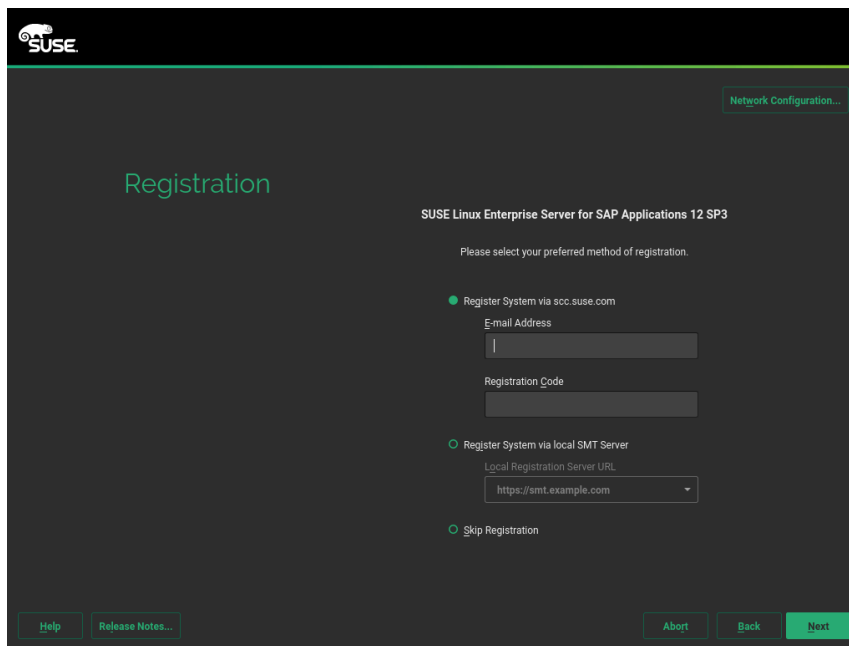 SUSE.
Network Configuration...
Registration
SUSE Linux Enterprise Server for SAP Applications 12 SP3
Please select your preferred method of registration.
Register System via scc.suse.com
E-mail Address
Registration Code
Register System via local SMT Server
Local Registration Server URL
https://smt.example.com
Skip Registration
Help Release Notes... Abort Back Next